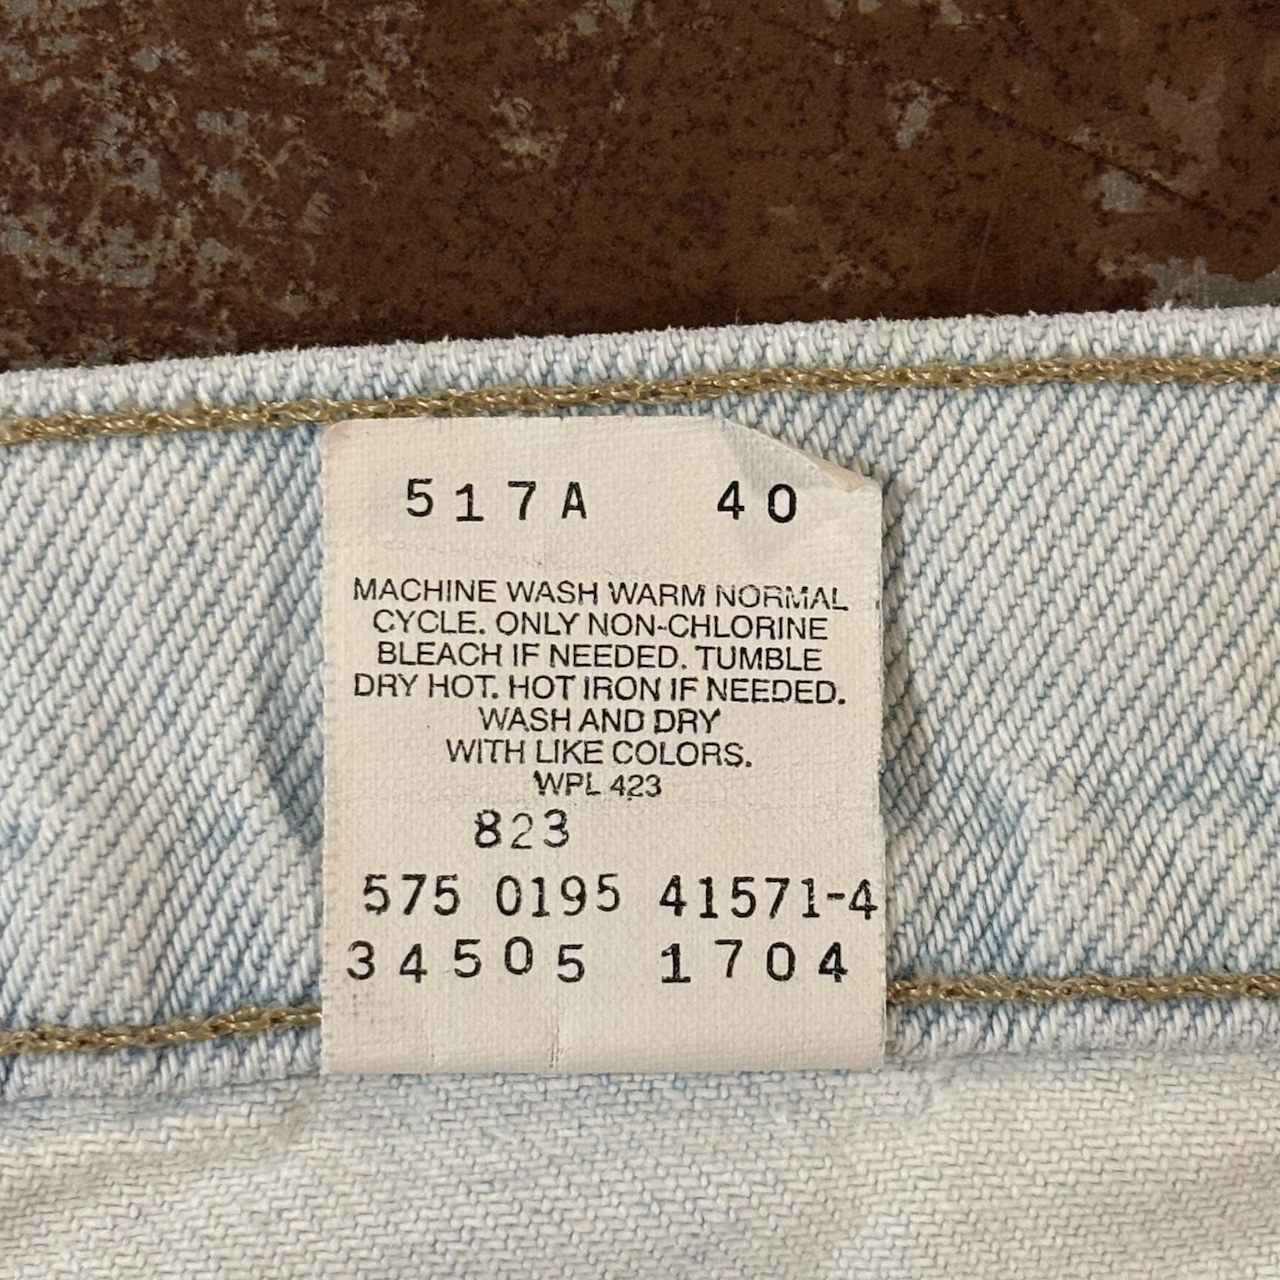 517A 40
MACHINE WASH WARM NORMAL
CYCLE. ONLY NON-CHLORINE
BLEACH IF NEEDED. TUMBLE
DRY HOT. HOT IRON IF NEEDED.
WASH AND DRY
WITH LIKE COLORS.
WPL 423
823
575 0195 41571-4
34505 1704